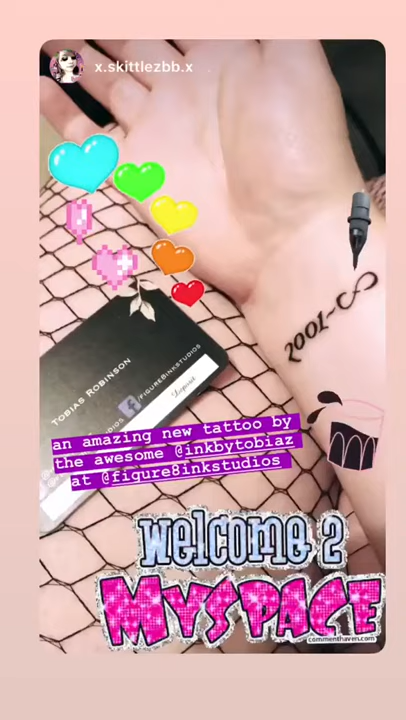 x.skittlezbb.x
2001-∞
TOBIAS ROBINSON
/FIGURE8INKSTUDIOS
Deposit
an amazing new tattoo by
the awesome @inkbytobiaz
at @figure8inkstudios
welcome 2
MYSPACE
commenthaven.com